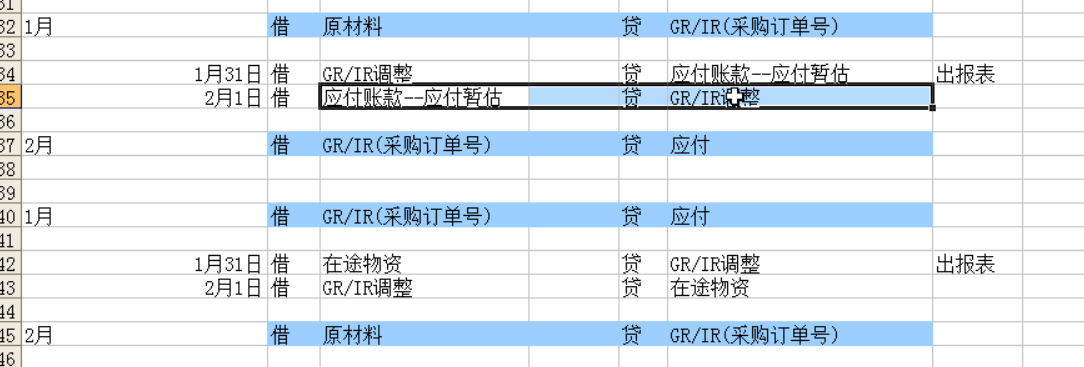 31
32 1月 借 原材料 贷 GR/IR(采购订单号)
33
34 1月31日 借 GR/IR调整 贷 应付账款--应付暂估 出报表
35 2月1日 借 应付账款--应付暂估 贷 GR/IR调整
36
37 2月 借 GR/IR(采购订单号) 贷 应付
38
39
40 1月 借 GR/IR(采购订单号) 贷 应付
41
42 1月31日 借 在途物资 贷 GR/IR调整 出报表
43 2月1日 借 GR/IR调整 贷 在途物资
44
45 2月 借 原材料 贷 GR/IR(采购订单号)
46